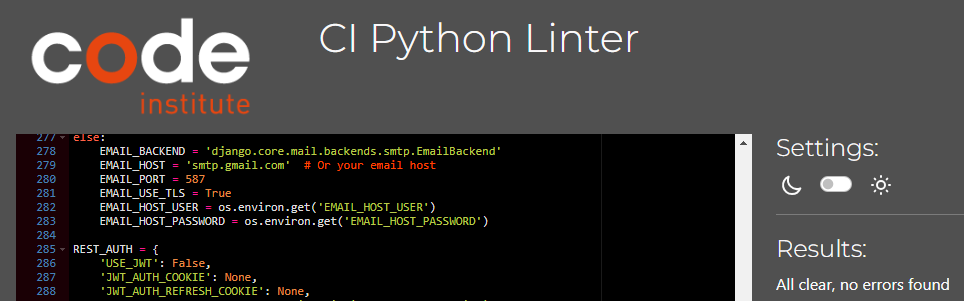 code
institute
CI Python Linter
277 else:
278     EMAIL_BACKEND = 'django.core.mail.backends.smtp.EmailBackend'
279     EMAIL_HOST = 'smtp.gmail.com'  # Or your email host
280     EMAIL_PORT = 587
281     EMAIL_USE_TLS = True
282     EMAIL_HOST_USER = os.environ.get('EMAIL_HOST_USER')
283     EMAIL_HOST_PASSWORD = os.environ.get('EMAIL_HOST_PASSWORD')
284
285 REST_AUTH = {
286     'USE_JWT': False,
287     'JWT_AUTH_COOKIE': None,
288     'JWT_AUTH_REFRESH_COOKIE': None,
Settings:
Results:
All clear, no errors found